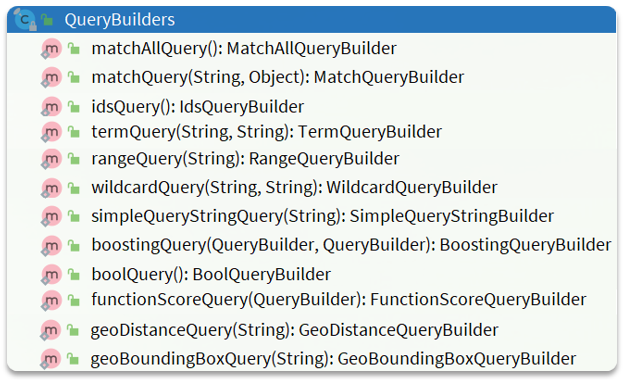 QueryBuilders
matchAllQuery(): MatchAllQueryBuilder
matchQuery(String, Object): MatchQueryBuilder
idsQuery(): IdsQueryBuilder
termQuery(String, String): TermQueryBuilder
rangeQuery(String): RangeQueryBuilder
wildcardQuery(String, String): WildcardQueryBuilder
simpleQueryStringQuery(String): SimpleQueryStringBuilder
boostingQuery(QueryBuilder, QueryBuilder): BoostingQueryBuilder
boolQuery(): BoolQueryBuilder
functionScoreQuery(QueryBuilder): FunctionScoreQueryBuilder
geoDistanceQuery(String): GeoDistanceQueryBuilder
geoBoundingBoxQuery(String): GeoBoundingBoxQueryBuilder